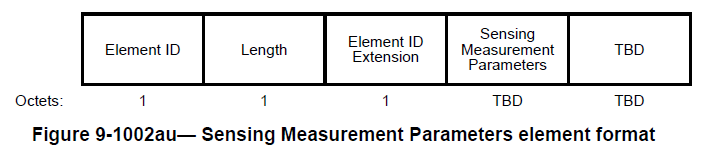 Element ID
Length
Element ID
Extension
Sensing
Measurement
Parameters
TBD
Octets: 1 1 1 TBD TBD
Figure 9-1002au— Sensing Measurement Parameters element format